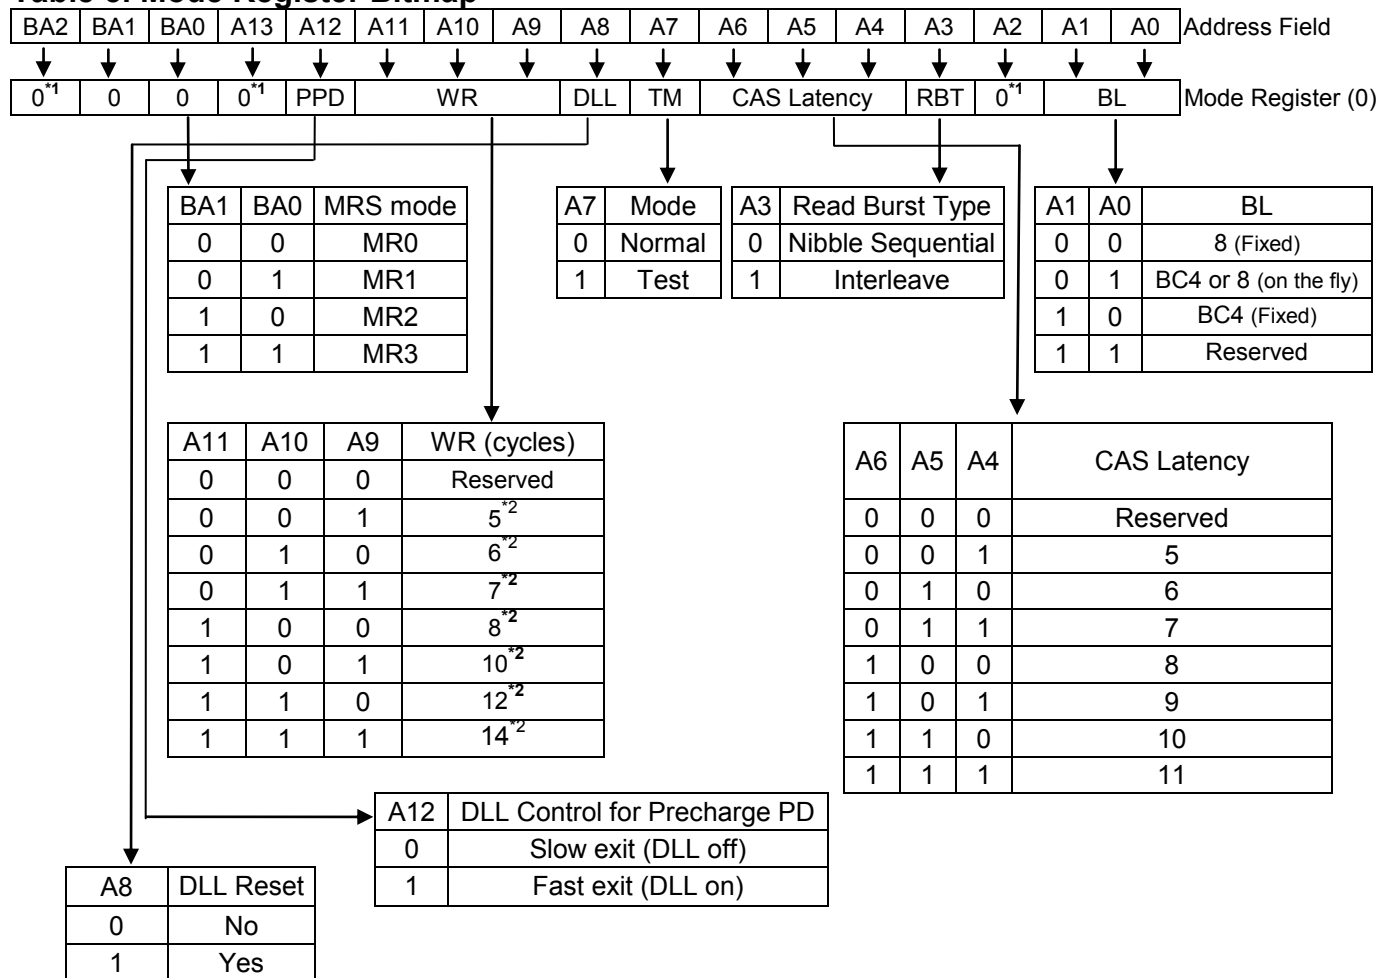 Table 6. Mode Register Bitmap
BA2 BA1 BA0 A13 A12 A11 A10 A9 A8 A7 A6 A5 A4 A3 A2 A1 A0 Address Field
0*1 0 0 0*1 PPD WR DLL TM CAS Latency RBT 0*1 BL Mode Register (0)
BA1 BA0 MRS mode
0 0 MR0
0 1 MR1
1 0 MR2
1 1 MR3
A7 Mode
0 Normal
1 Test
A3 Read Burst Type
0 Nibble Sequential
1 Interleave
A1 A0 BL
0 0 8 (Fixed)
0 1 BC4 or 8 (on the fly)
1 0 BC4 (Fixed)
1 1 Reserved
A11 A10 A9 WR (cycles)
0 0 0 Reserved
0 0 1 5*2
0 1 0 6*2
0 1 1 7*2
1 0 0 8*2
1 0 1 10*2
1 1 0 12*2
1 1 1 14*2
A6 A5 A4 CAS Latency
0 0 0 Reserved
0 0 1 5
0 1 0 6
0 1 1 7
1 0 0 8
1 0 1 9
1 1 0 10
1 1 1 11
A12 DLL Control for Precharge PD
0 Slow exit (DLL off)
1 Fast exit (DLL on)
A8 DLL Reset
0 No
1 Yes